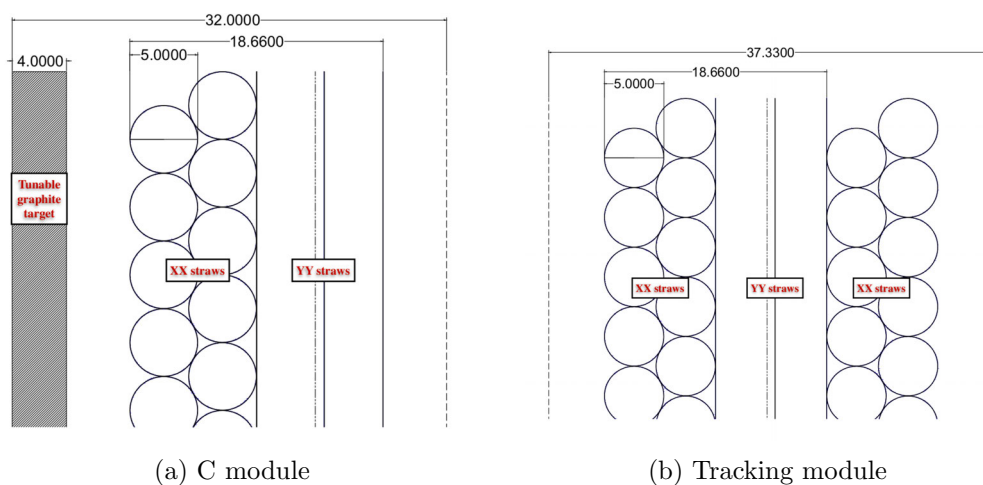 32.0000
18.6600
5.0000
4.0000
Tunable
graphite
target
XX straws
YY straws
(a) C module
37.3300
18.6600
5.0000
XX straws
YY straws
XX straws
(b) Tracking module